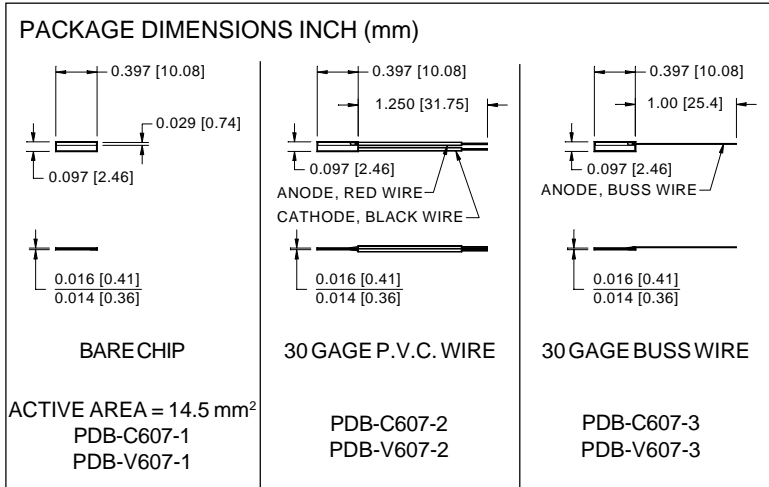 PACKAGE DIMENSIONS INCH (mm)
0.397 [10.08]
0.029 [0.74]
0.097 [2.46]
0.016 [0.41]
0.014 [0.36]
BARE CHIP
ACTIVE AREA = 14.5 mm²
PDB-C607-1
PDB-V607-1
0.397 [10.08]
1.250 [31.75]
0.097 [2.46]
ANODE, RED WIRE
CATHODE, BLACK WIRE
0.016 [0.41]
0.014 [0.36]
30 GAGE P.V.C. WIRE
PDB-C607-2
PDB-V607-2
0.397 [10.08]
1.00 [25.4]
0.097 [2.46]
ANODE, BUSS WIRE
0.016 [0.41]
0.014 [0.36]
30 GAGE BUSS WIRE
PDB-C607-3
PDB-V607-3